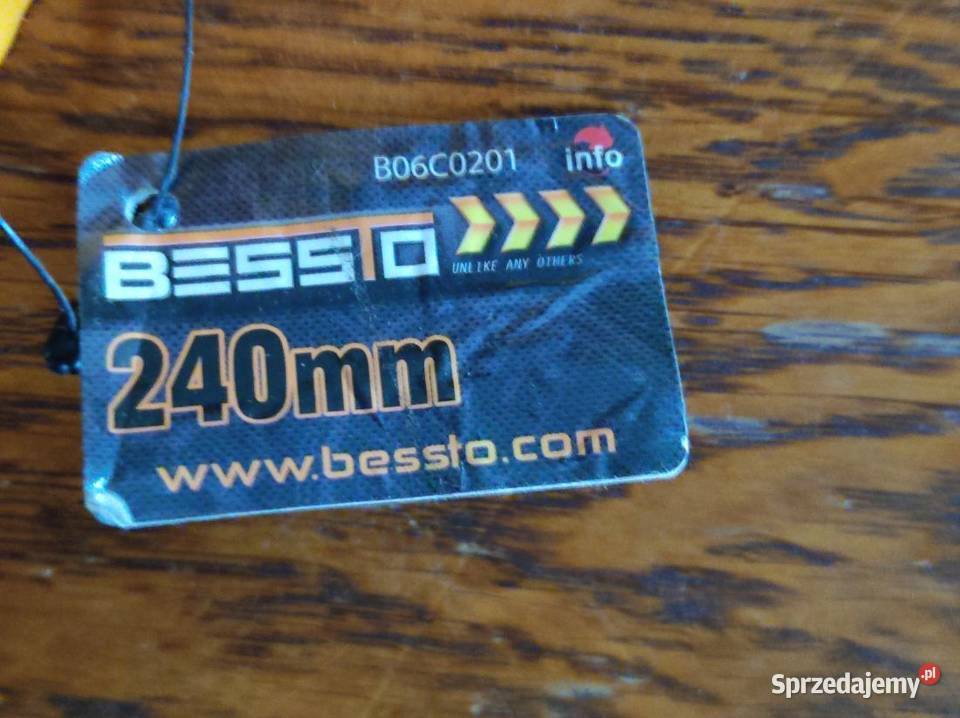 B06C0201 info
BESSTO
UNLIKE ANY OTHERS
240mm
www.bessto.com
Sprzedajemy.pl